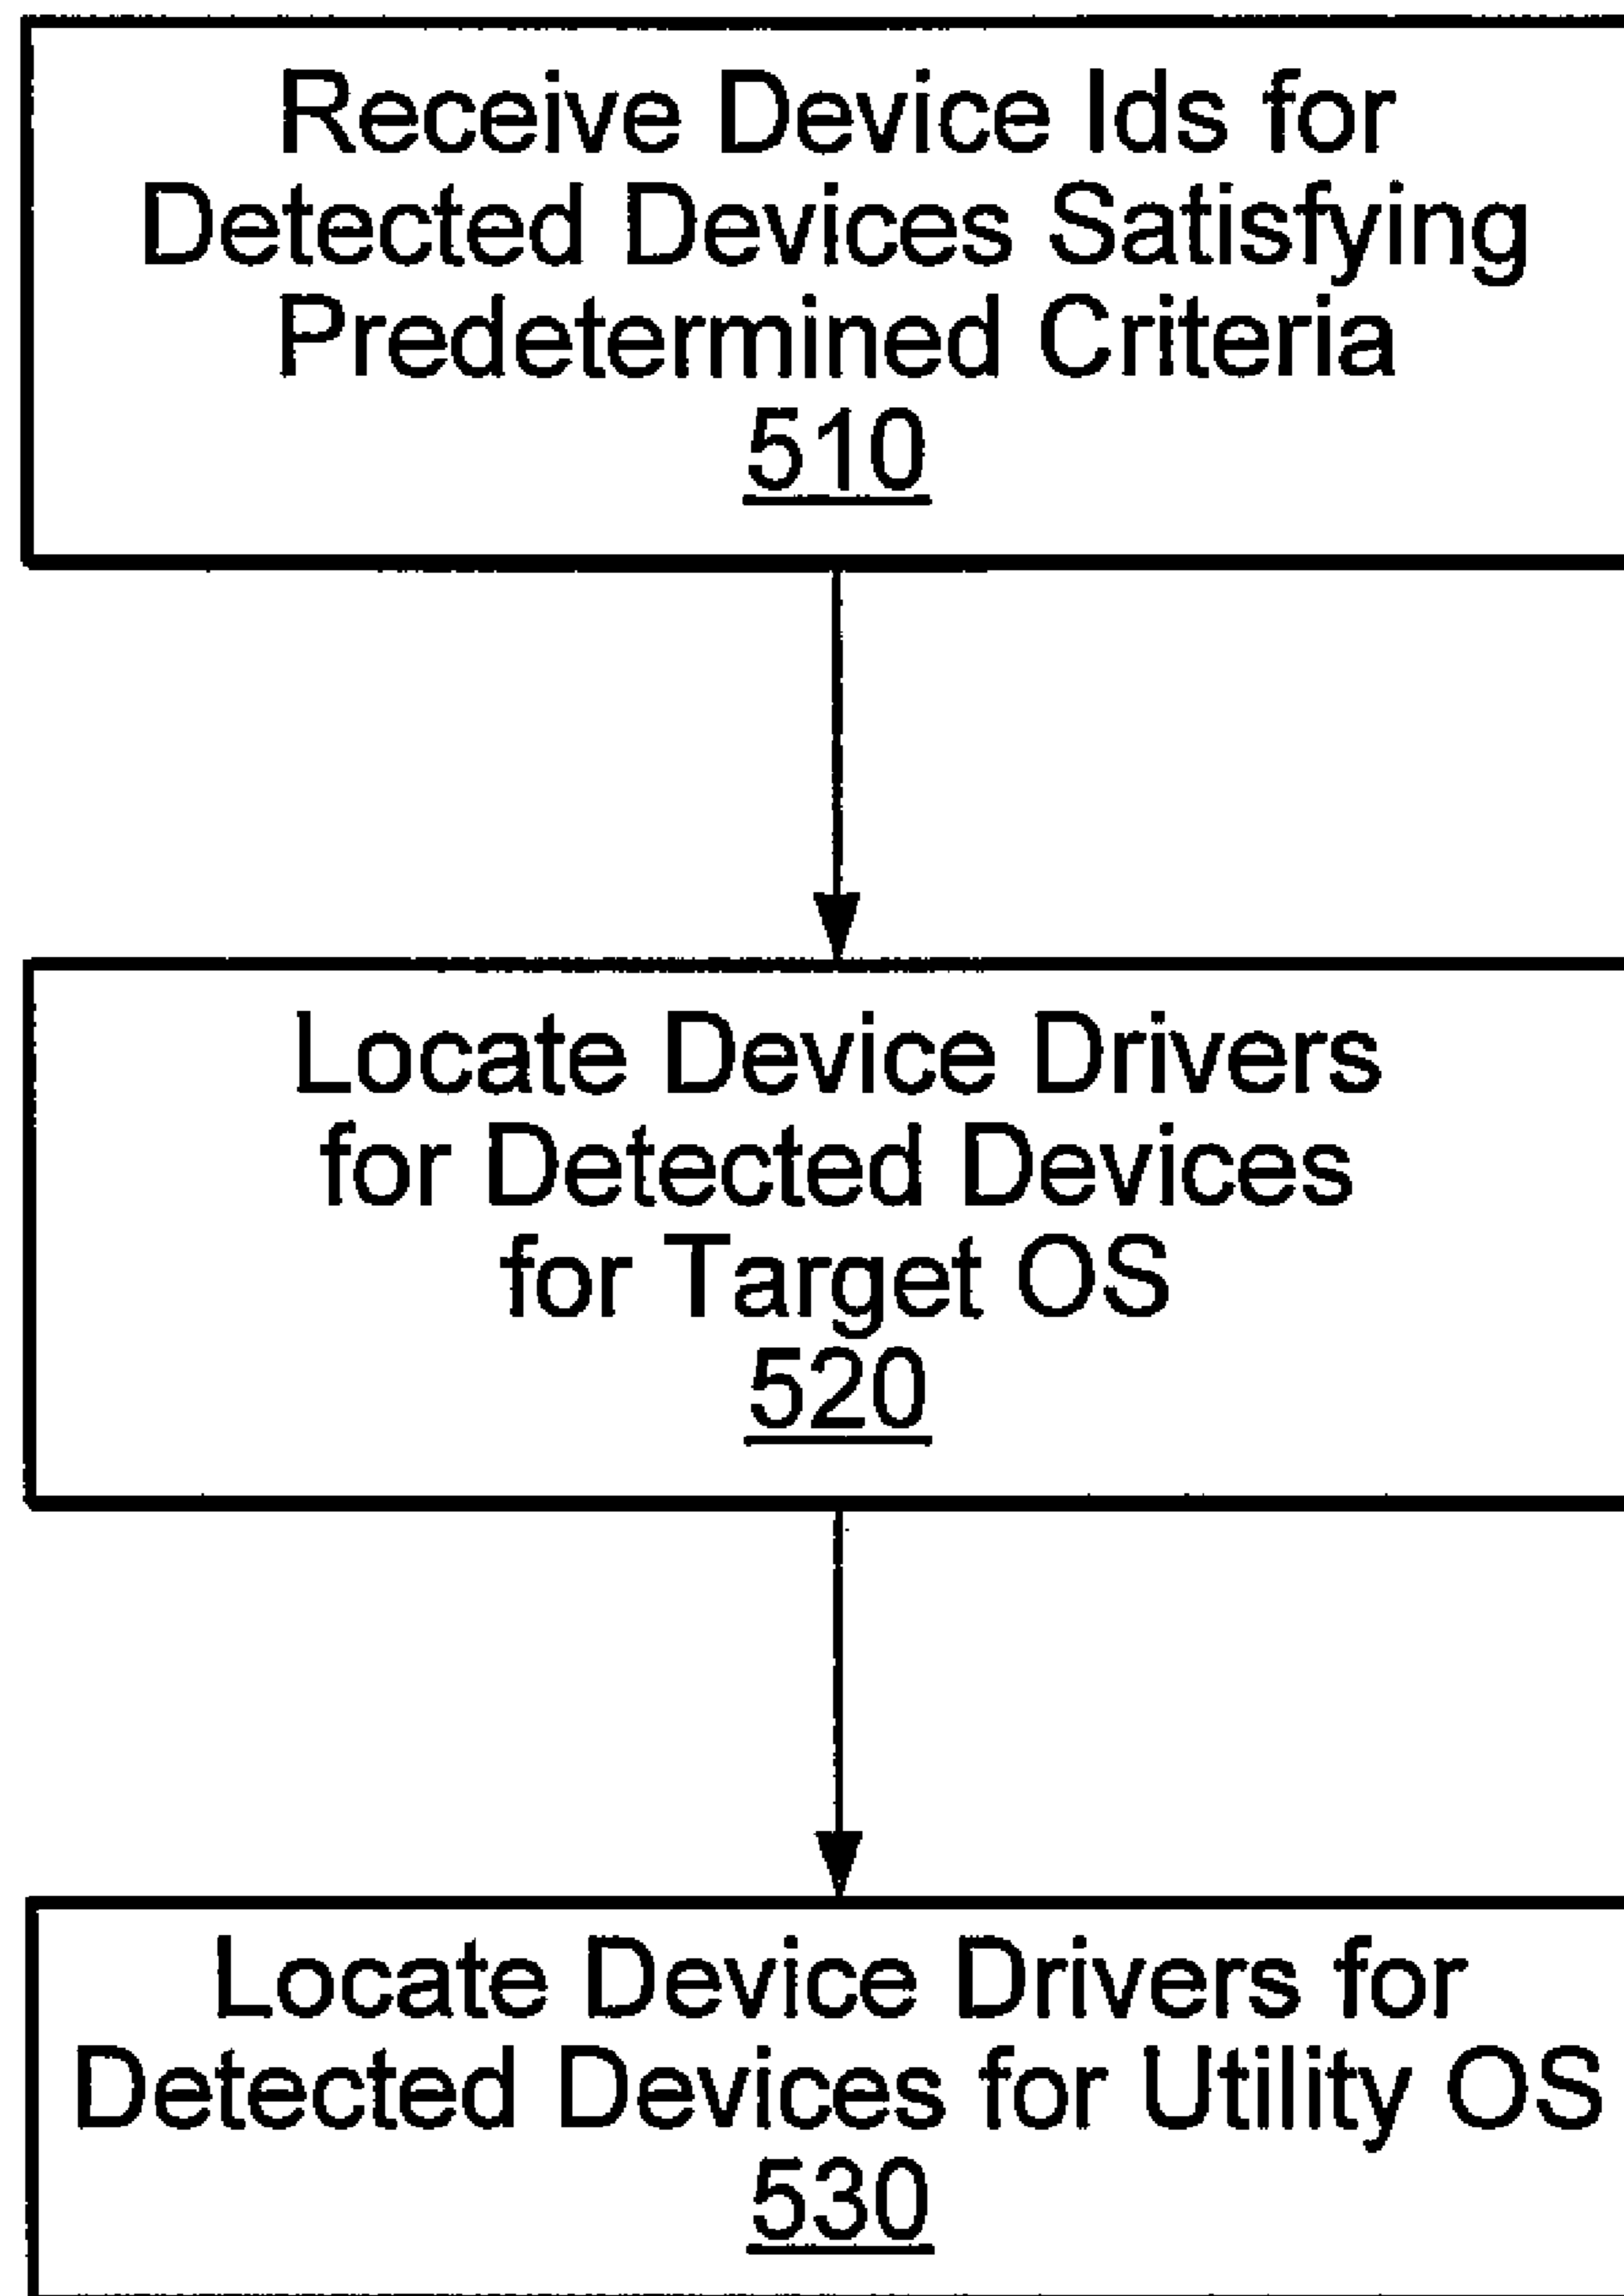 Receive Device Ids for
Detected Devices Satisfying
Predetermined Criteria
510
Locate Device Drivers
for Detected Devices
for Target OS
520
Locate Device Drivers for
Detected Devices for Utility OS
530